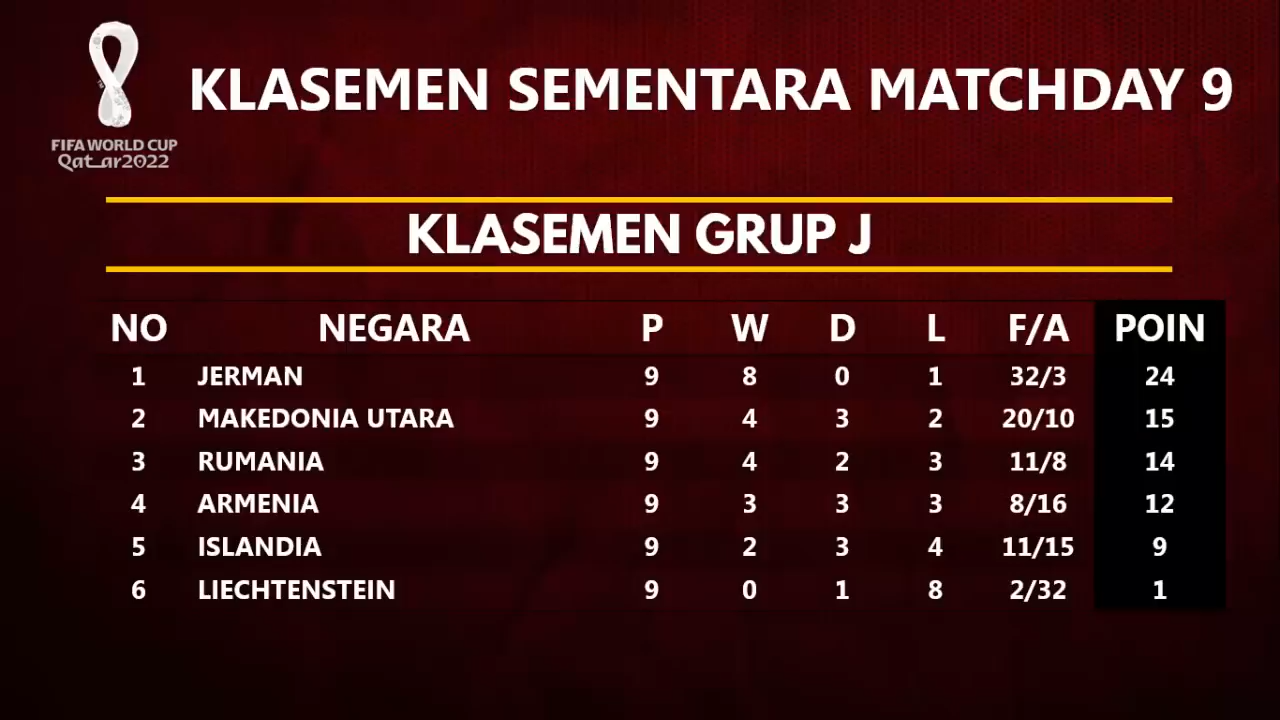 KLASEMEN SEMENTARA MATCHDAY 9
FIFA WORLD CUP
Qatar2022
KLASEMEN GRUP J
NO NEGARA P W D L F/A POIN
1 JERMAN 9 8 0 1 32/3 24
2 MAKEDONIA UTARA 9 4 3 2 20/10 15
3 RUMANIA 9 4 2 3 11/8 14
4 ARMENIA 9 3 3 3 8/16 12
5 ISLANDIA 9 2 3 4 11/15 9
6 LIECHTENSTEIN 9 0 1 8 2/32 1